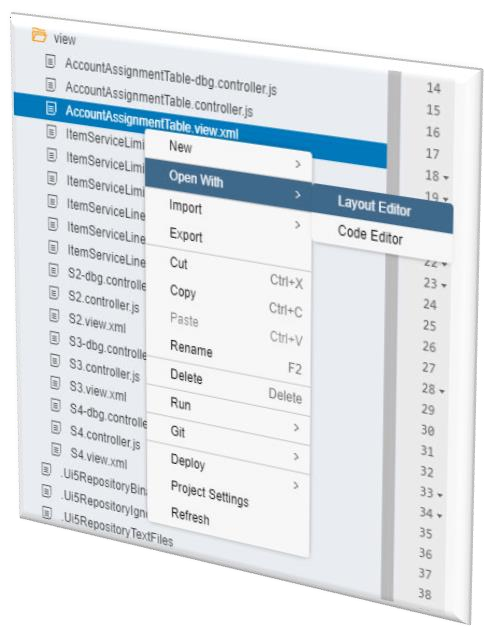 view
AccountAssignmentTable-dbg.controller.js
AccountAssignmentTable.controller.js
AccountAssignmentTable.view.xml
ItemServiceLimi
ItemServiceLimi
ItemServiceLimi
ItemServiceLine
ItemServiceLine
ItemServiceLine
S2-dbg.controlle
S2.controller.js
S2.view.xml
S3-dbg.controlle
S3.controller.js
S3.view.xml
S4-dbg.controlle
S4.controller.js
S4.view.xml
.Ui5RepositoryBina
.Ui5RepositoryIgno
.Ui5RepositoryTextFiles
New >
Open With >
Import >
Export
Cut Ctrl+X
Copy Ctrl+C
Paste Ctrl+V
Rename F2
Delete Delete
Run >
Git >
Deploy >
Project Settings
Refresh
Layout Editor
Code Editor
14
15
16
17
18
19
22
23
24
25
26
27
28
29
30
31
32
33
34
35
36
37
38